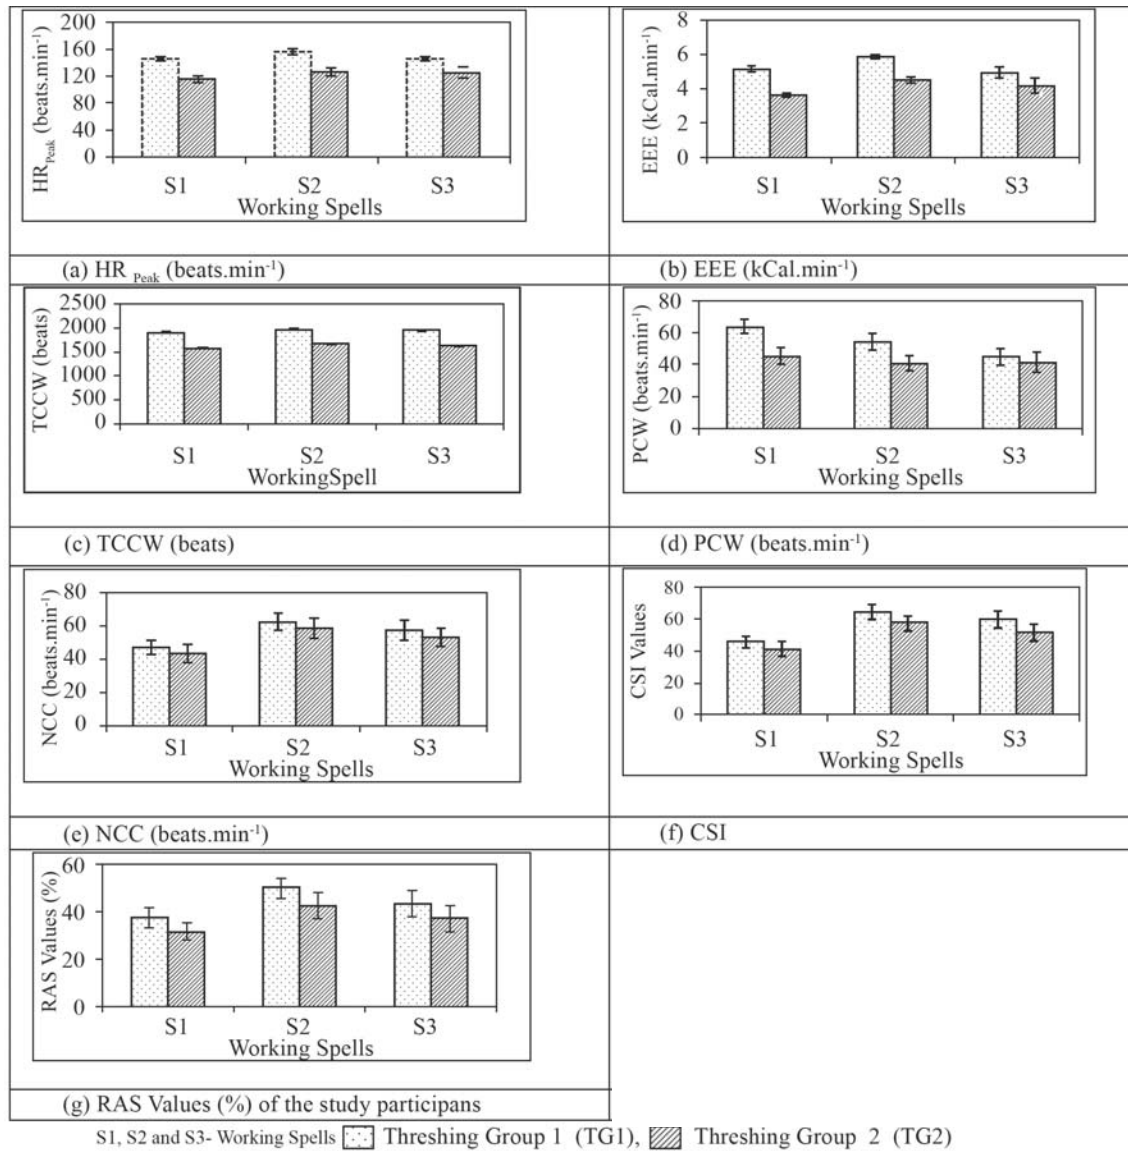 HR Peak (beats.min⁻¹)
200
160
120
80
40
0
S1 S2 S3
Working Spells
(a) HR Peak (beats.min⁻¹)
EEE (kCal.min⁻¹)
8
6
4
2
0
S1 S2 S3
Working Spells
(b) EEE (kCal.min⁻¹)
TCCW (beats)
2500
2000
1500
1000
500
0
S1 S2 S3
WorkingSpell
(c) TCCW (beats)
PCW (beats.min⁻¹)
80
60
40
20
0
S1 S2 S3
Working Spells
(d) PCW (beats.min⁻¹)
NCC (beats.min⁻¹)
80
60
40
20
0
S1 S2 S3
Working Spells
(e) NCC (beats.min⁻¹)
CSI Values
80
60
40
20
0
S1 S2 S3
Working Spells
(f) CSI
RAS Values (%)
60
40
20
0
S1 S2 S3
Working Spells
(g) RAS Values (%) of the study participans
S1, S2 and S3- Working Spells Threshing Group 1 (TG1), Threshing Group 2 (TG2)